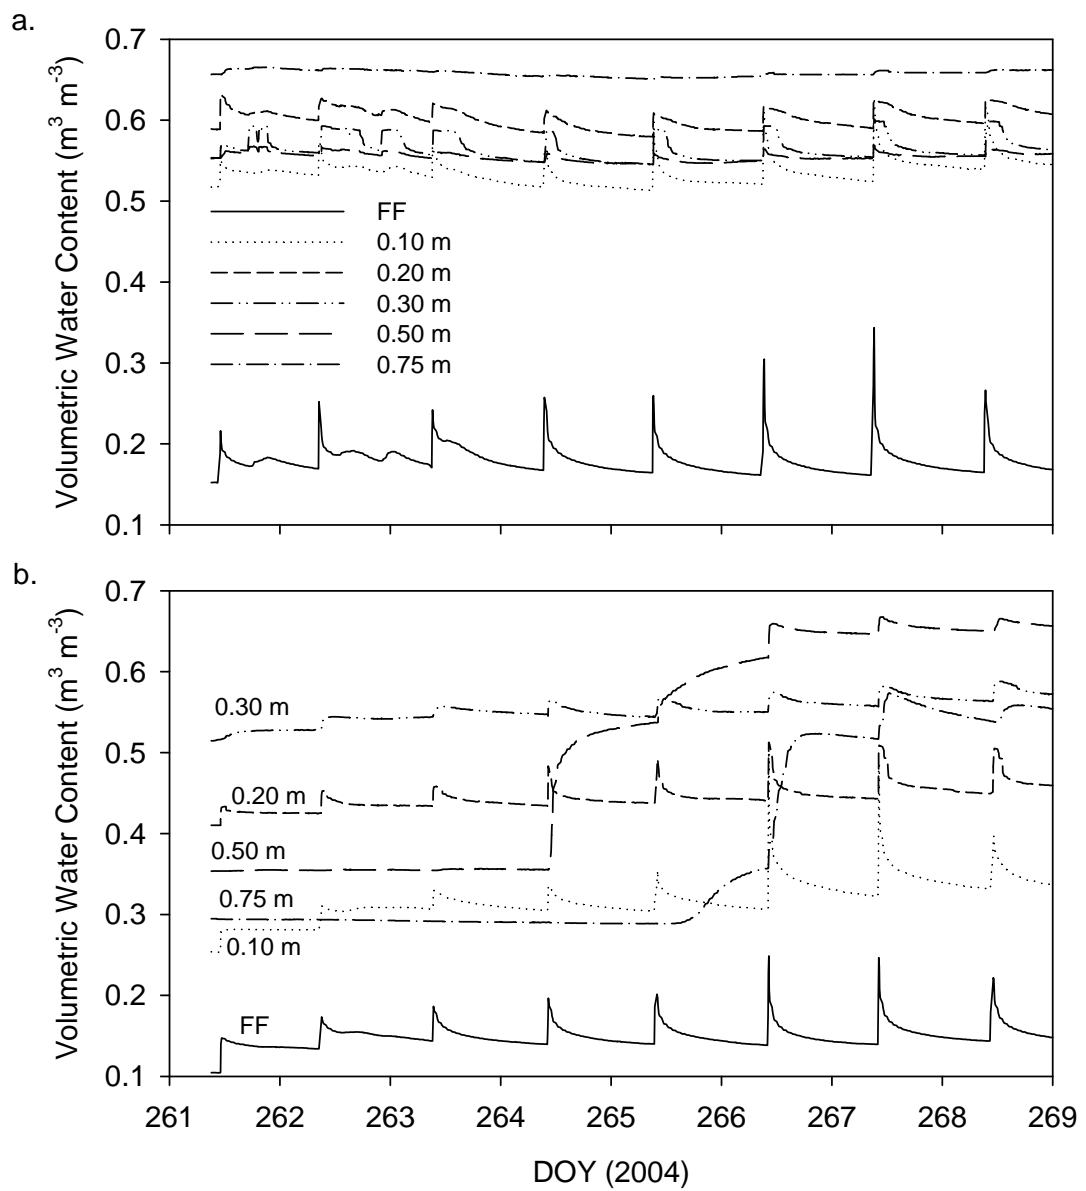 a.
Volumetric Water Content (m³ m⁻³)
0.7
0.6
0.5
0.4
0.3
0.2
0.1
FF
0.10 m
0.20 m
0.30 m
0.50 m
0.75 m
b.
Volumetric Water Content (m³ m⁻³)
0.7
0.6
0.5
0.4
0.3
0.2
0.1
0.30 m
0.20 m
0.50 m
0.75 m
0.10 m
FF
261 262 263 264 265 266 267 268 269
DOY (2004)